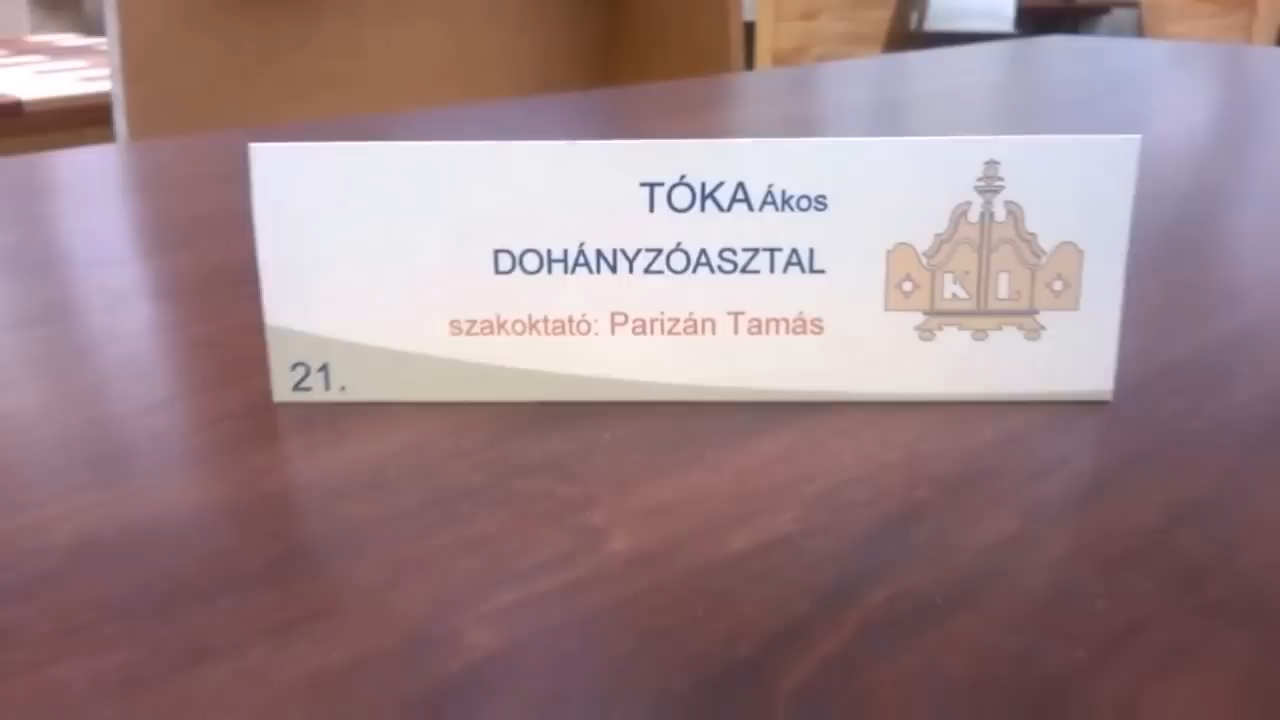 TÓKA Ákos
DOHÁNYZÓASZTAL
szakoktató: Parizán Tamás
K L
21.